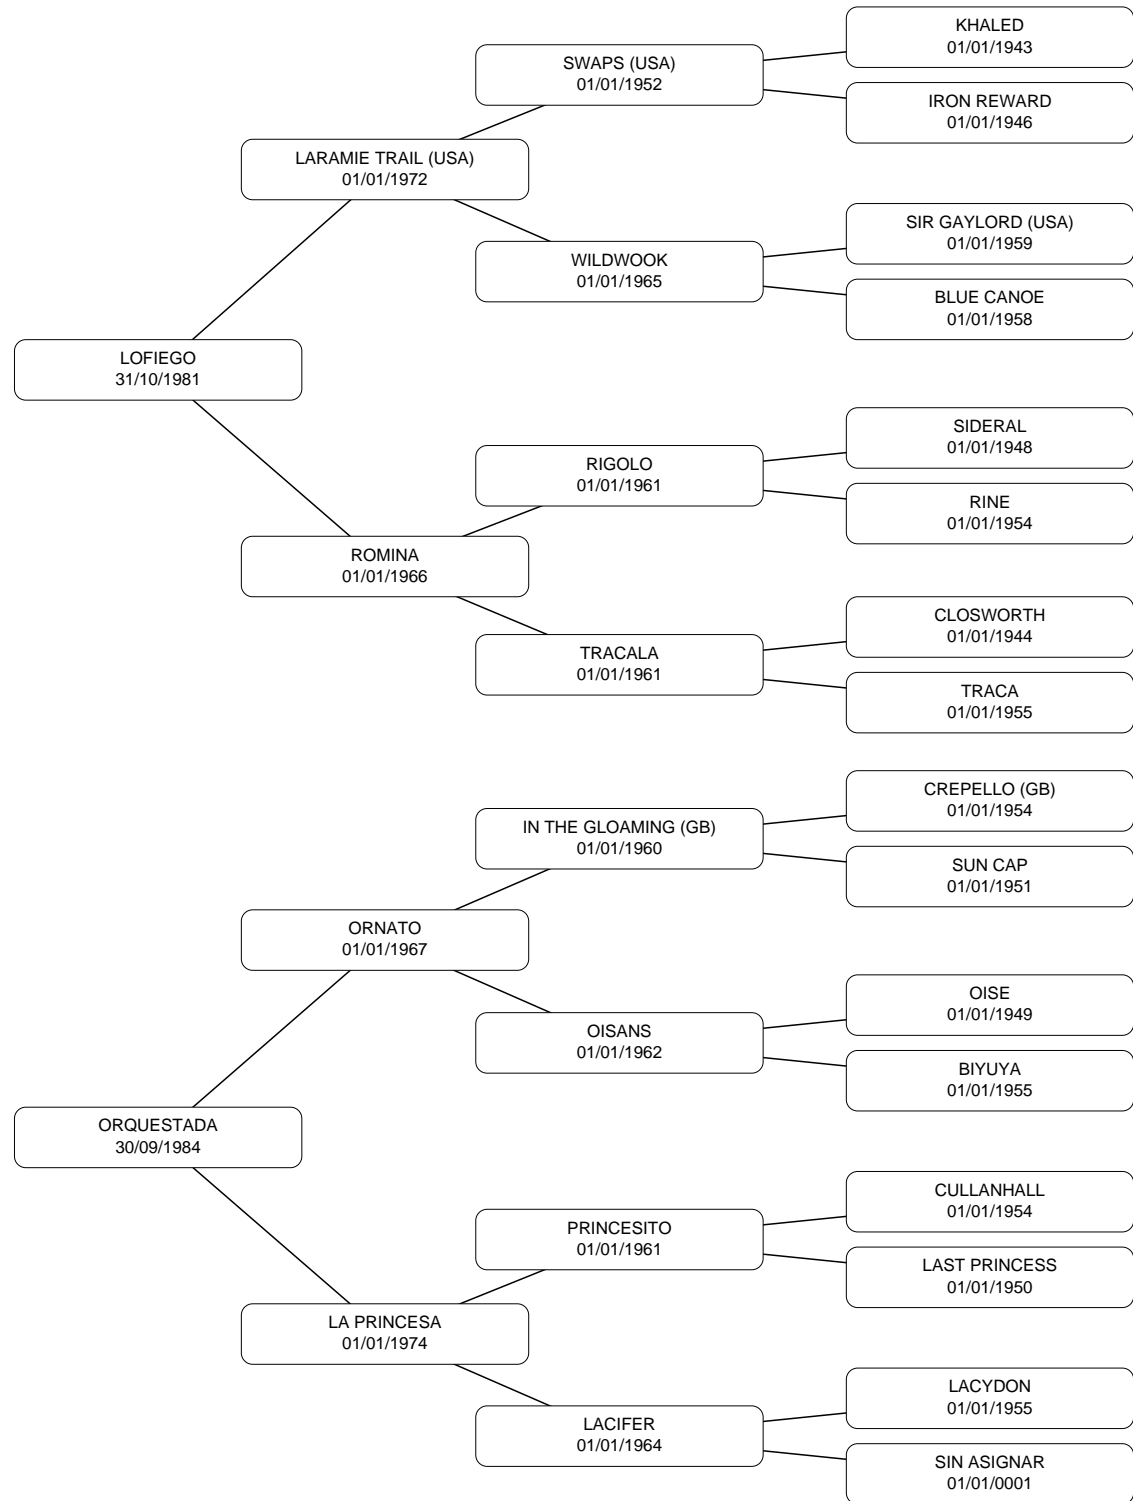 KHALED
01/01/1943
SWAPS (USA)
01/01/1952
IRON REWARD
01/01/1946
LARAMIE TRAIL (USA)
01/01/1972
SIR GAYLORD (USA)
01/01/1959
WILDWOOK
01/01/1965
BLUE CANOE
01/01/1958
LOFIEGO
31/10/1981
SIDERAL
01/01/1948
RIGOLO
01/01/1961
RINE
01/01/1954
ROMINA
01/01/1966
CLOSWORTH
01/01/1944
TRACALA
01/01/1961
TRACA
01/01/1955
CREPELLO (GB)
01/01/1954
IN THE GLOAMING (GB)
01/01/1960
SUN CAP
01/01/1951
ORNATO
01/01/1967
OISE
01/01/1949
OISANS
01/01/1962
BIYUYA
01/01/1955
ORQUESTADA
30/09/1984
CULLANHALL
01/01/1954
PRINCESITO
01/01/1961
LAST PRINCESS
01/01/1950
LA PRINCESA
01/01/1974
LACYDON
01/01/1955
LACIFER
01/01/1964
SIN ASIGNAR
01/01/0001